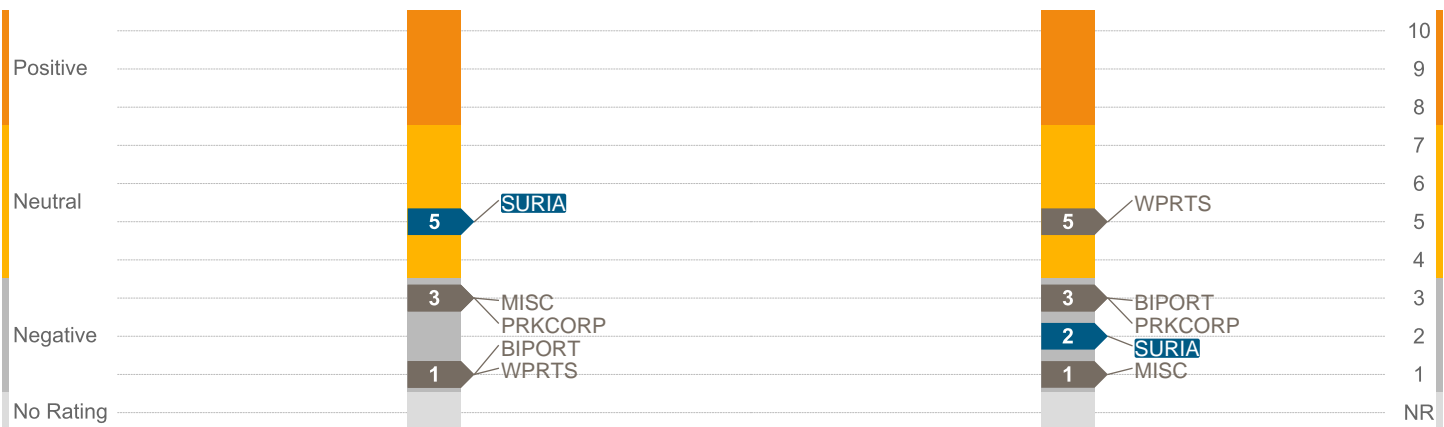 10
Positive
9
8
7
6
Neutral
SURIA
WPRTS
5
5
5
4
3
MISC
PRKCORP
3
BIPORT
PRKCORP
3
Negative
BIPORT
WPRTS
2
SURIA
2
1
1
MISC
1
No Rating
NR